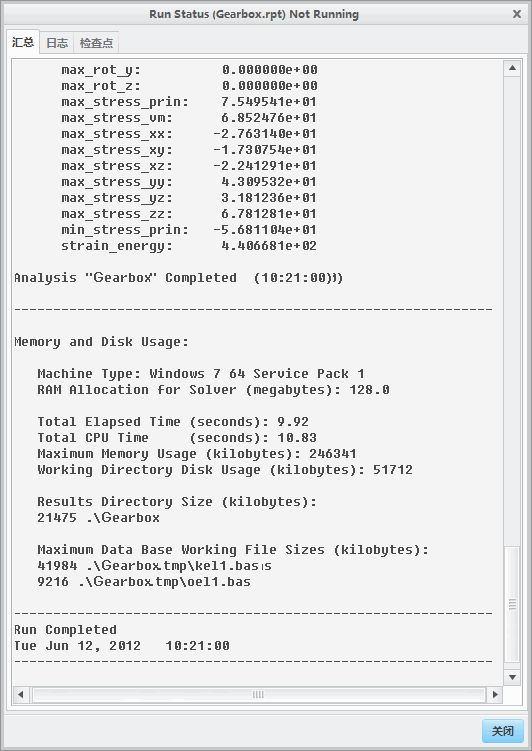 Run Status (Gearbox.rpt) Not Running
汇总 日志 检查点
max_rot_y: 0.000000e+00
max_rot_z: 0.000000e+00
max_stress_prin: 7.549541e+01
max_stress_vm: 6.852476e+01
max_stress_xx: -2.763140e+01
max_stress_xy: -1.730754e+01
max_stress_xz: -2.241291e+01
max_stress_yy: 4.309532e+01
max_stress_yz: 3.181236e+01
max_stress_zz: 6.781281e+01
min_stress_prin: -5.681104e+01
strain_energy: 4.406681e+02
Analysis "Gearbox" Completed (10:21:00))
------------------------------------------------------------
Memory and Disk Usage:
Machine Type: Windows 7 64 Service Pack 1
RAM Allocation for Solver (megabytes): 128.0
Total Elapsed Time (seconds): 9.92
Total CPU Time (seconds): 10.83
Maximum Memory Usage (kilobytes): 246341
Working Directory Disk Usage (kilobytes): 51712
Results Directory Size (kilobytes):
21475 .\Gearbox
Maximum Data Base Working File Sizes (kilobytes):
41984 .\Gearbox.tmp\kel1.bas
9216 .\Gearbox.tmp\oel1.bas
------------------------------------------------------------
Run Completed
Tue Jun 12, 2012 10:21:00
------------------------------------------------------------
关闭